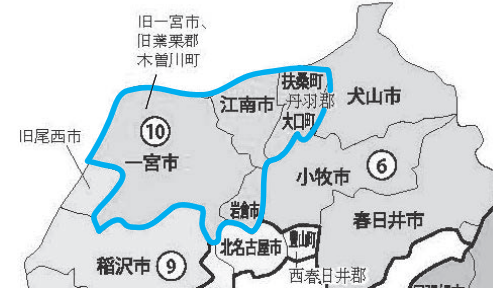 旧一宮市、
旧葉栗郡
木曽川町
扶桑町
丹羽郡
江南市
犬山市
大口町
⑩
旧尾西市
一宮市
小牧市
⑥
岩倉市
春日井市
北名古屋市
豊山町
稲沢市
⑨
西春日井郡